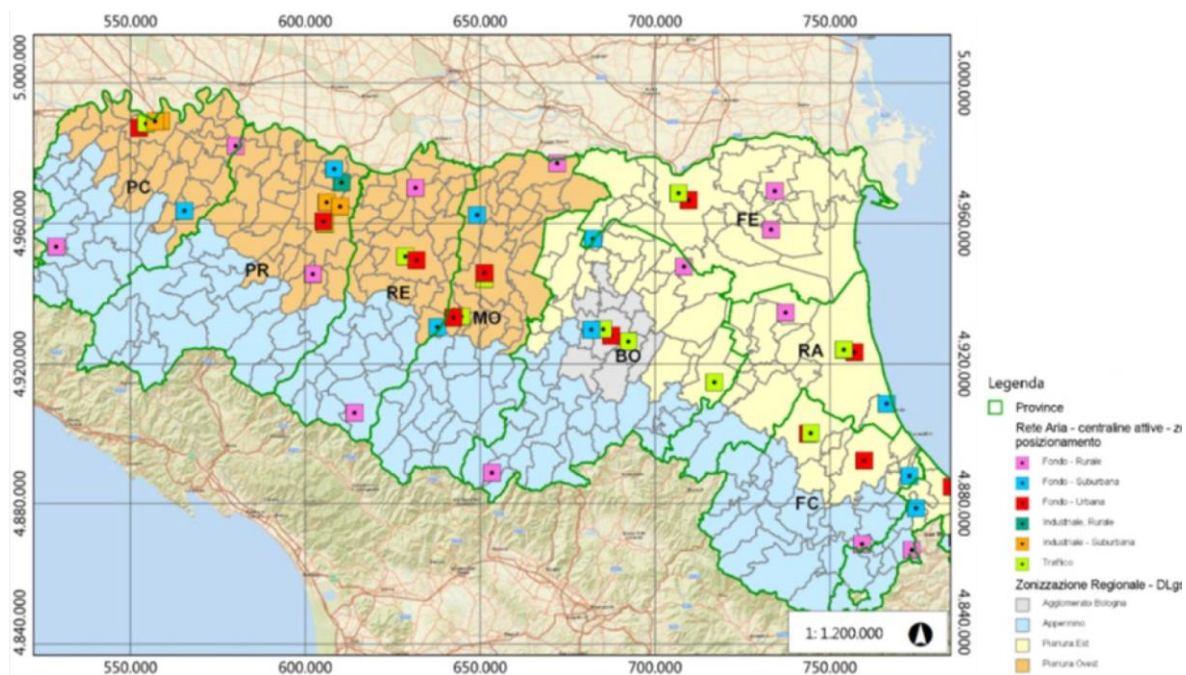 550.000 600.000 650.000 700.000 750.000
5.000.000 5.000.000
PC
4.960.000 4.960.000
FE
PR
RE
MO
RA
BO
4.920.000 4.920.000
Legenda
Province
Rete Aria - centraline attive - zo
posizionamento
Fondo - Rurale
Fondo - Suburbana
Fondo - Urbana
Industriale, Rurale
Industriale - Suburbana
Traffico
Zonizzazione Regionale - DLgs
Agglomerato Bologna
Appennino
Pianura Est
Pianura Ovest
4.880.000 4.880.000
FC
4.840.000 4.840.000
1: 1.200.000
550.000 600.000 650.000 700.000 750.000